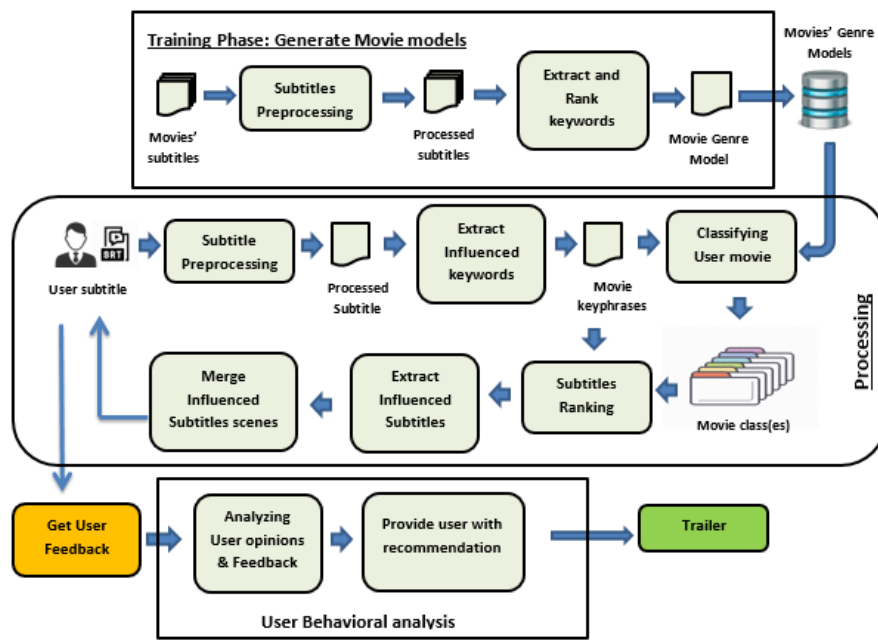 Training Phase: Generate Movie models
Movies' Genre
Models
Movies'
subtitles
Subtitles
Preprocessing
Processed
subtitles
Extract and
Rank
keywords
Movie Genre
Model
User subtitle
SRT
Subtitle
Preprocessing
Processed
Subtitle
Extract
Influenced
keywords
Movie
keyphrases
Classifying
User movie
Processing
Merge
Influenced
Subtitles scenes
Extract
Influenced
Subtitles
Subtitles
Ranking
Movie class(es)
Get User
Feedback
Analyzing
User opinions
& Feedback
Provide user with
recommendation
Trailer
User Behavioral analysis